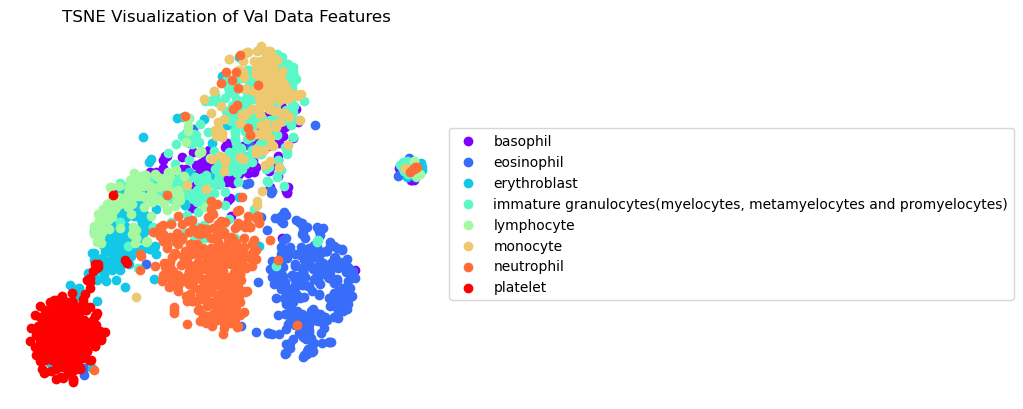 TSNE Visualization of Val Data Features
basophil
eosinophil
erythroblast
immature granulocytes(myelocytes, metamyelocytes and promyelocytes)
lymphocyte
monocyte
neutrophil
platelet